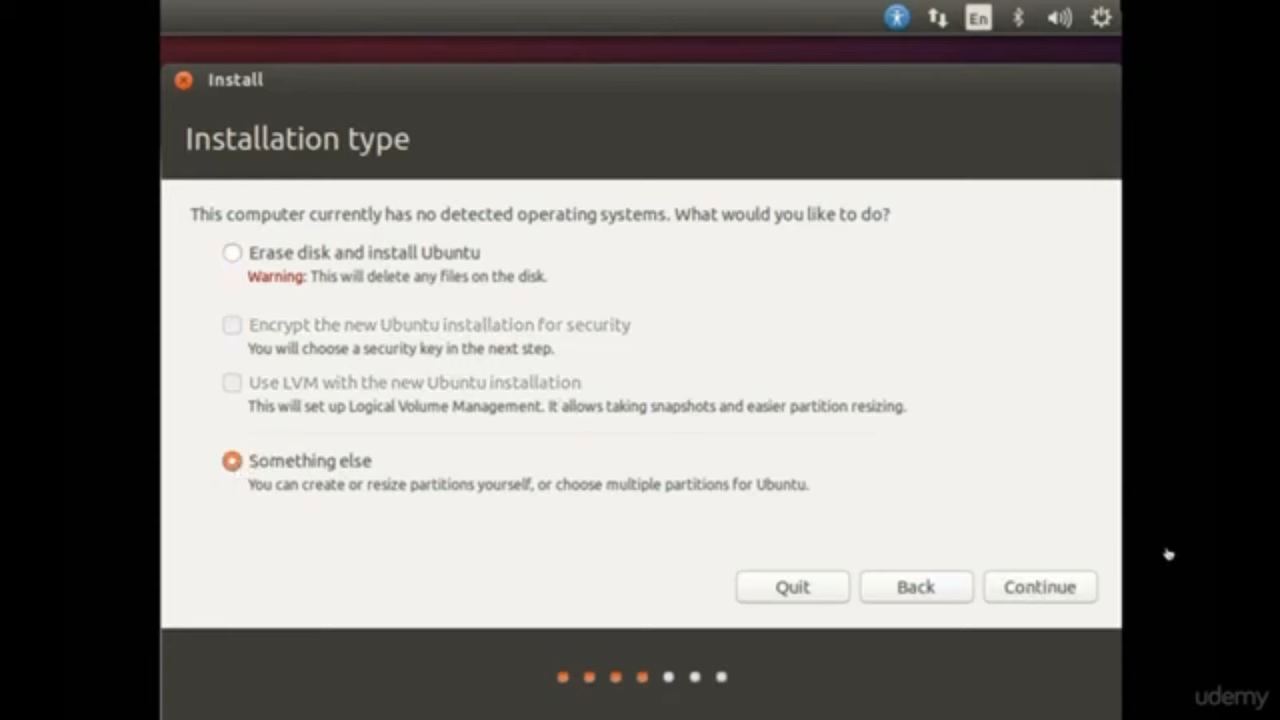 En
Install
Installation type
This computer currently has no detected operating systems. What would you like to do?
Erase disk and install Ubuntu
Warning: This will delete any files on the disk.
Encrypt the new Ubuntu installation for security
You will choose a security key in the next step.
Use LVM with the new Ubuntu installation
This will set up Logical Volume Management. It allows taking snapshots and easier partition resizing.
Something else
You can create or resize partitions yourself, or choose multiple partitions for Ubuntu.
Quit Back Continue
udemy